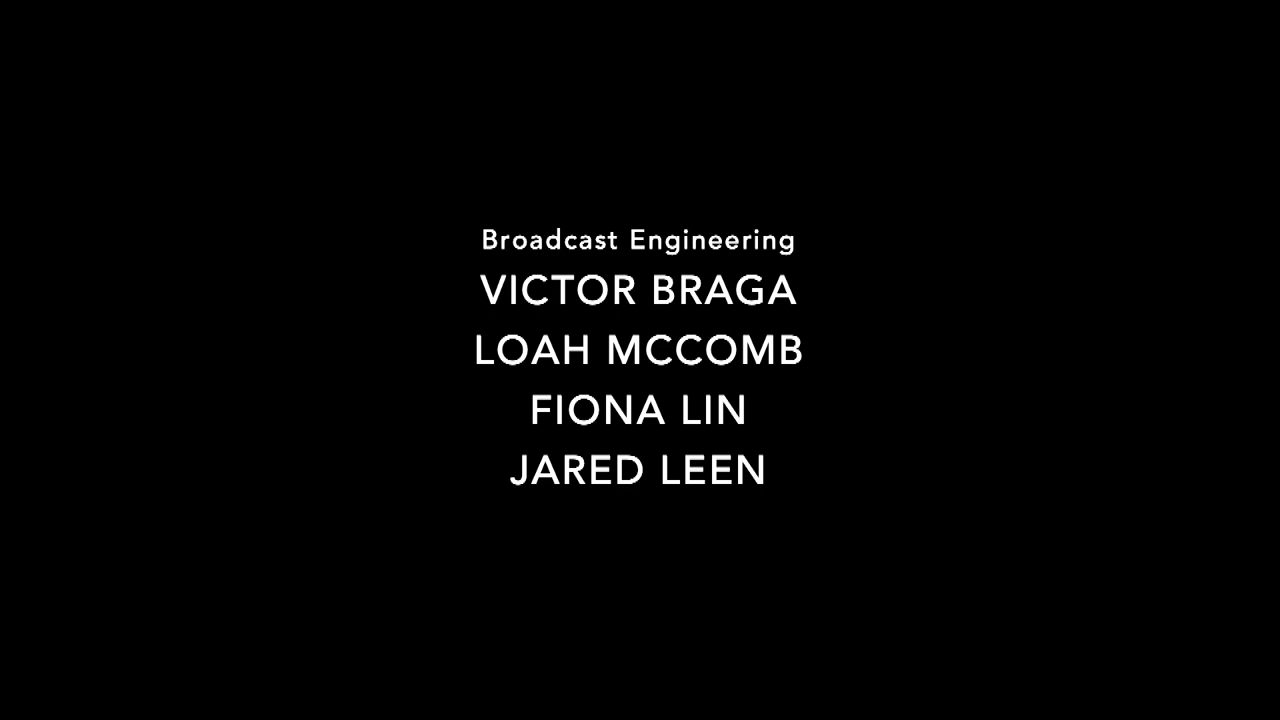 Broadcast Engineering
VICTOR BRAGA
LOAH MCCOMB
FIONA LIN
JARED LEEN